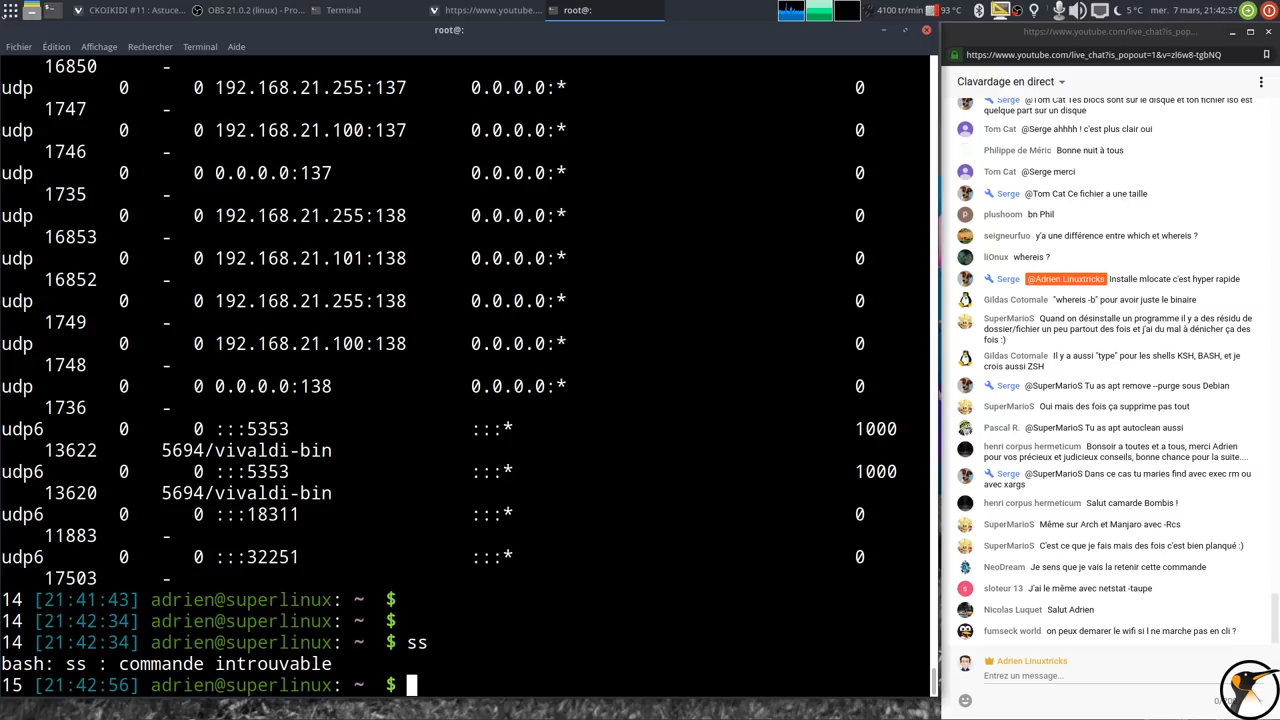 CKOIKIDI #11 : Astuce...
OBS 21.0.2 (linux) - Pro...
Terminal
https://www.youtube....
root@:
4100 tr/min
93 °C
5 °C
mer. 7 mars, 21:42:57
root@:
Fichier Édition Affichage Rechercher Terminal Aide
16850 -
udp 0 0 192.168.21.251:137 0.0.0.0:* 0
1747 -
udp 0 0 192.168.21.100:137 0.0.0.0:* 0
1746 -
udp 0 0 0.0.0.0:137 0.0.0.0:* 0
1735 -
udp 0 0 192.168.21.255:138 0.0.0.0:* 0
16853 -
udp 0 0 192.168.21.101:138 0.0.0.0:* 0
16852 -
udp 0 0 192.168.21.255:138 0.0.0.0:* 0
1749 -
udp 0 0 192.168.21.100:138 0.0.0.0:* 0
1748 -
udp 0 0 0.0.0.0:138 0.0.0.0:* 0
1736 -
udp6 0 0 :::5353 :::* 1000
13622 5694/vivaldi-bin
udp6 0 0 :::5353 :::* 1000
13620 5694/vivaldi-bin
udp6 0 0 :::18311 :::* 0
11883 -
udp6 0 0 :::32251 :::* 0
17503 -
14 [21:41:43] adrien@superlinux: ~ $
14 [21:42:34] adrien@superlinux: ~ $
14 [21:42:34] adrien@superlinux: ~ $ ss
bash: ss : commande introuvable
15 [21:42:56] adrien@superlinux: ~ $
https://www.youtube.com/live_chat?is_pop...
https://www.youtube.com/live_chat?is_popout=1&v=zl6w8-tgbNQ
Clavardage en direct
Serge @Tom Cat Tes blocs sont sur le disque et ton fichier iso est
quelque part sur un disque
Tom Cat @Serge ahhhh ! c'est plus clair oui
Philippe de Méric Bonne nuit à tous
Tom Cat @Serge merci
Serge @Tom Cat Ce fichier a une taille
plushoom bn Phil
seigneurfuo y'a une différence entre which et whereis ?
liOnux whereis ?
Serge @Adrien Linuxtricks Installe mlocate c'est hyper rapide
Gildas Cotomale "whereis -b" pour avoir juste le binaire
SuperMarioS Quand on désinstalle un programme il y a des résidu de
dossier/fichier un peu partout des fois et j'ai du mal à dénicher ça des
fois :)
Gildas Cotomale Il y a aussi "type" pour les shells KSH, BASH, et je
crois aussi ZSH
Serge @SuperMarioS Tu as apt remove --purge sous Debian
SuperMarioS Oui mais des fois ça supprime pas tout
Pascal R. @SuperMarioS Tu as apt autoclean aussi
henri corpus hermeticum Bonsoir a toutes et a tous, merci Adrien
pour vos précieux et judicieux conseils, bonne chance pour la suite....
Serge @SuperMarioS Dans ce cas tu maries find avec exec rm ou
avec xargs
henri corpus hermeticum Salut camarde Bombis !
SuperMarioS Même sur Arch et Manjaro avec -Rcs
SuperMarioS C'est ce que je fais mais des fois c'est bien planqué :)
NeoDream Je sens que je vais la retenir cette commande
sloteur 13 J'ai le même avec netstat -taupe
Nicolas Luquet Salut Adrien
fumseck world on peux demarer le wifi si l ne marche pas en cli ?
Adrien Linuxtricks
Entrez un message...